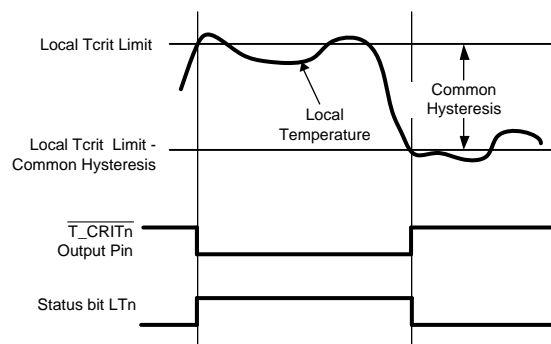 Local Tcrit Limit
Common
Hysteresis
Local
Temperature
Local Tcrit Limit -
Common Hysteresis
T_CRITn
Output Pin
Status bit LTn